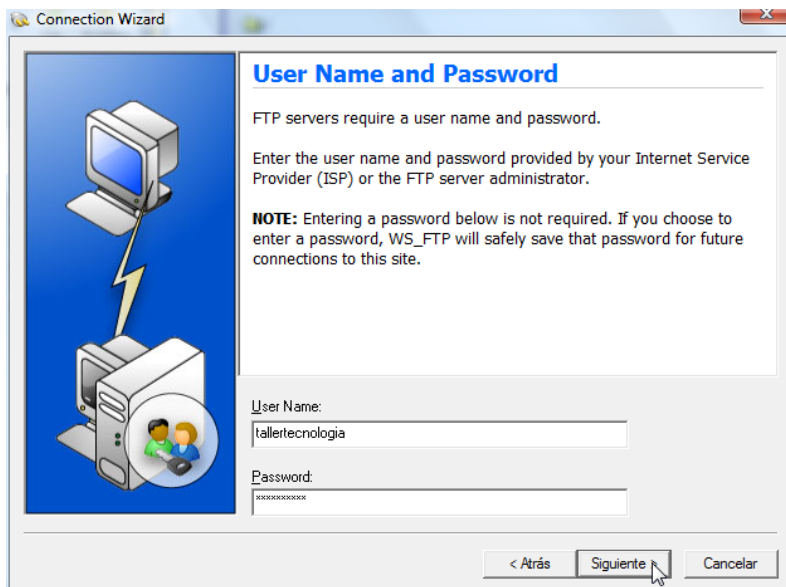 Connection Wizard
User Name and Password
FTP servers require a user name and password.
Enter the user name and password provided by your Internet Service
Provider (ISP) or the FTP server administrator.
NOTE: Entering a password below is not required. If you choose to
enter a password, WS_FTP will safely save that password for future
connections to this site.
User Name:
tallertecnologia
Password:
**********
< Atrás Siguiente > Cancelar